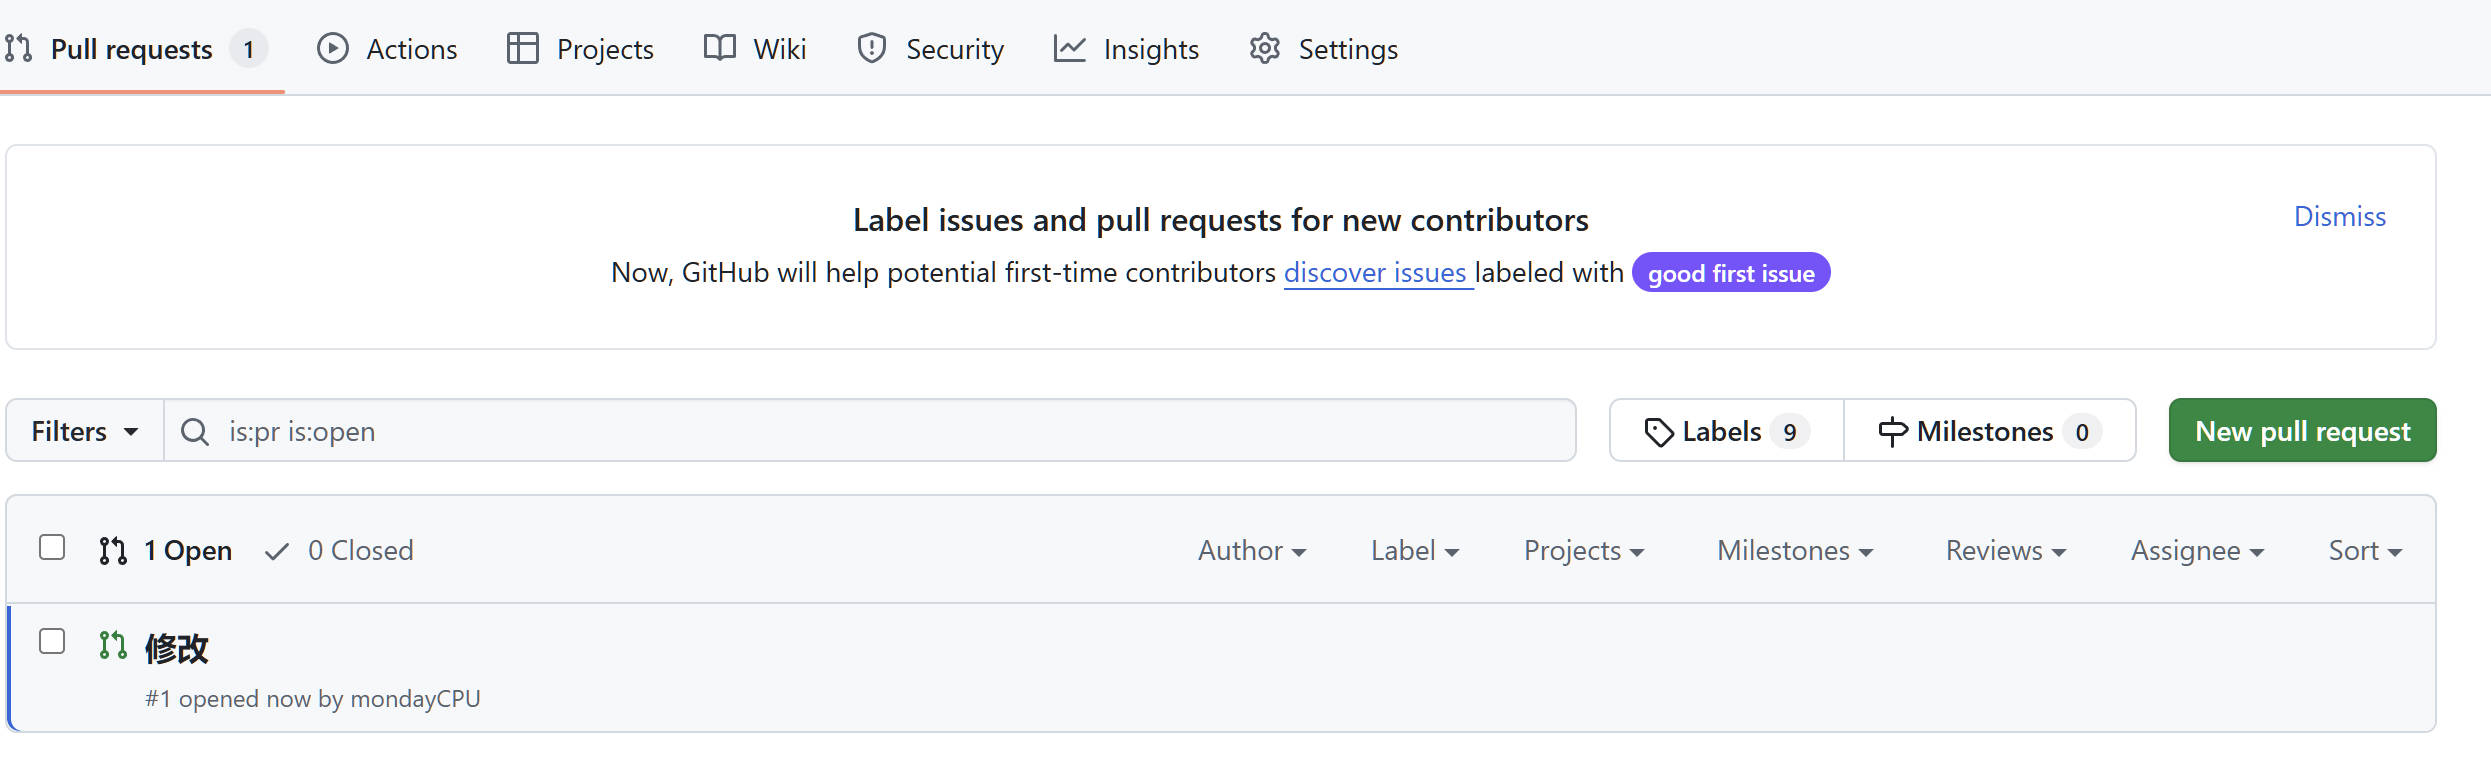 Pull requests 1 Actions Projects Wiki Security Insights Settings
Label issues and pull requests for new contributors
Dismiss
Now, GitHub will help potential first-time contributors discover issues labeled with good first issue
Filters is:pr is:open Labels 9 Milestones 0 New pull request
1 Open 0 Closed Author Label Projects Milestones Reviews Assignee Sort
修改
#1 opened now by mondayCPU